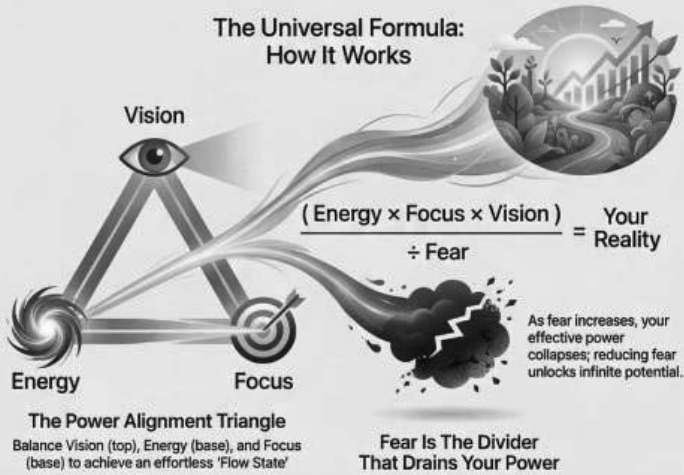 The Universal Formula:
How It Works
Vision
( Energy × Focus × Vision )
÷ Fear
= Your
Reality
Energy
Focus
As fear increases, your
effective power
collapses; reducing fear
unlocks infinite potential.
The Power Alignment Triangle
Balance Vision (top), Energy (base), and Focus
(base) to achieve an effortless 'Flow State'
Fear Is The Divider
That Drains Your Power